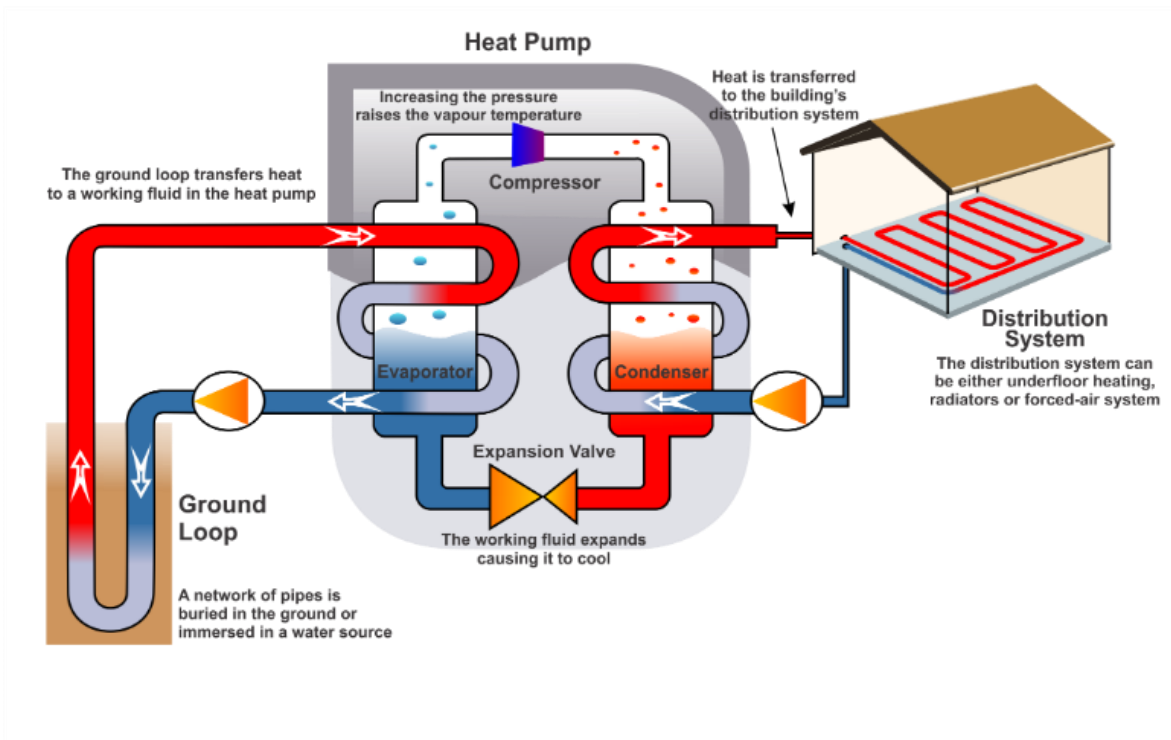 Heat Pump
Increasing the pressure
raises the vapour temperature
Compressor
Heat is transferred
to the building's
distribution system
The ground loop transfers heat
to a working fluid in the heat pump
Evaporator
Condenser
Distribution
System
The distribution system can
be either underfloor heating,
radiators or forced-air system
Expansion Valve
The working fluid expands
causing it to cool
Ground
Loop
A network of pipes is
buried in the ground or
immersed in a water source